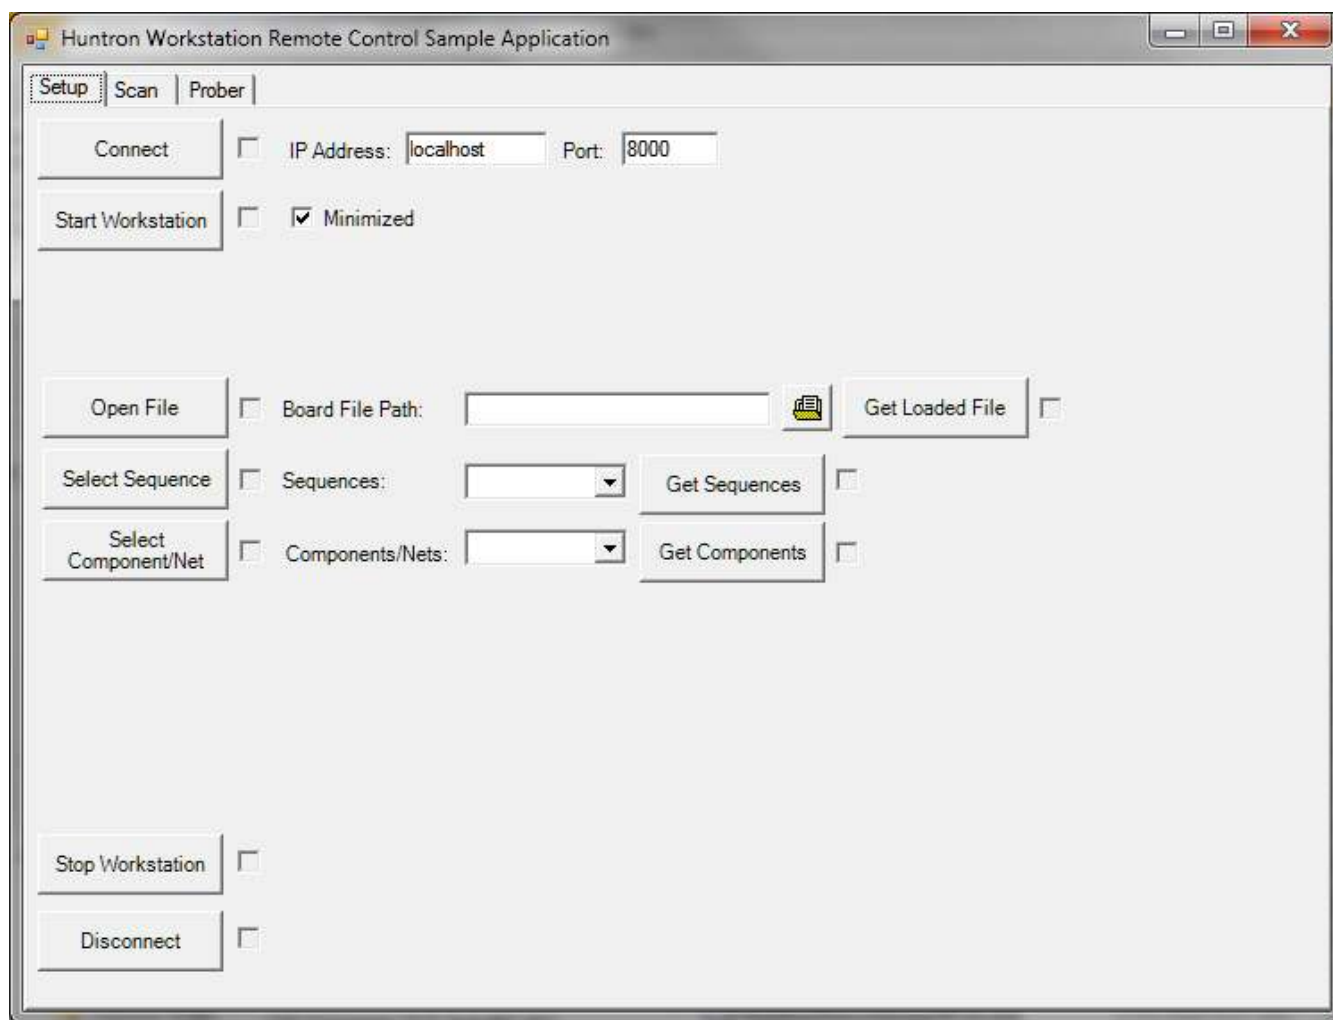 Huntron Workstation Remote Control Sample Application
Setup Scan Prober
Connect IP Address: localhost Port: 8000
Start Workstation Minimized
Open File Board File Path: Get Loaded File
Select Sequence Sequences: Get Sequences
Select
Component/Net Components/Nets: Get Components
Stop Workstation
Disconnect